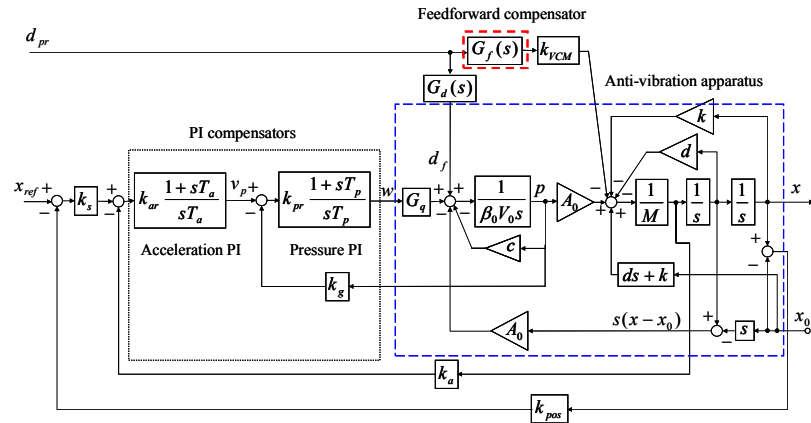 Feedforward compensator
d_pr
G_f(s)
k_VCM
G_d(s)
Anti-vibration apparatus
k
PI compensators
d
d_f
x_ref
+
−
k_s
+
−
k_ar (1 + sT_a)/(sT_a)
v_p
+
−
k_pr (1 + sT_p)/(sT_p)
w
G_q
+
−
+
−
−
1/(β_0V_0s)
p
A_0
−
−
−
+
+
1/M
1/s
1/s
x
Acceleration PI
Pressure PI
c
+
−
k_g
ds + k
A_0
s(x − x_0)
+
−
s
x_0
k_a
k_pos